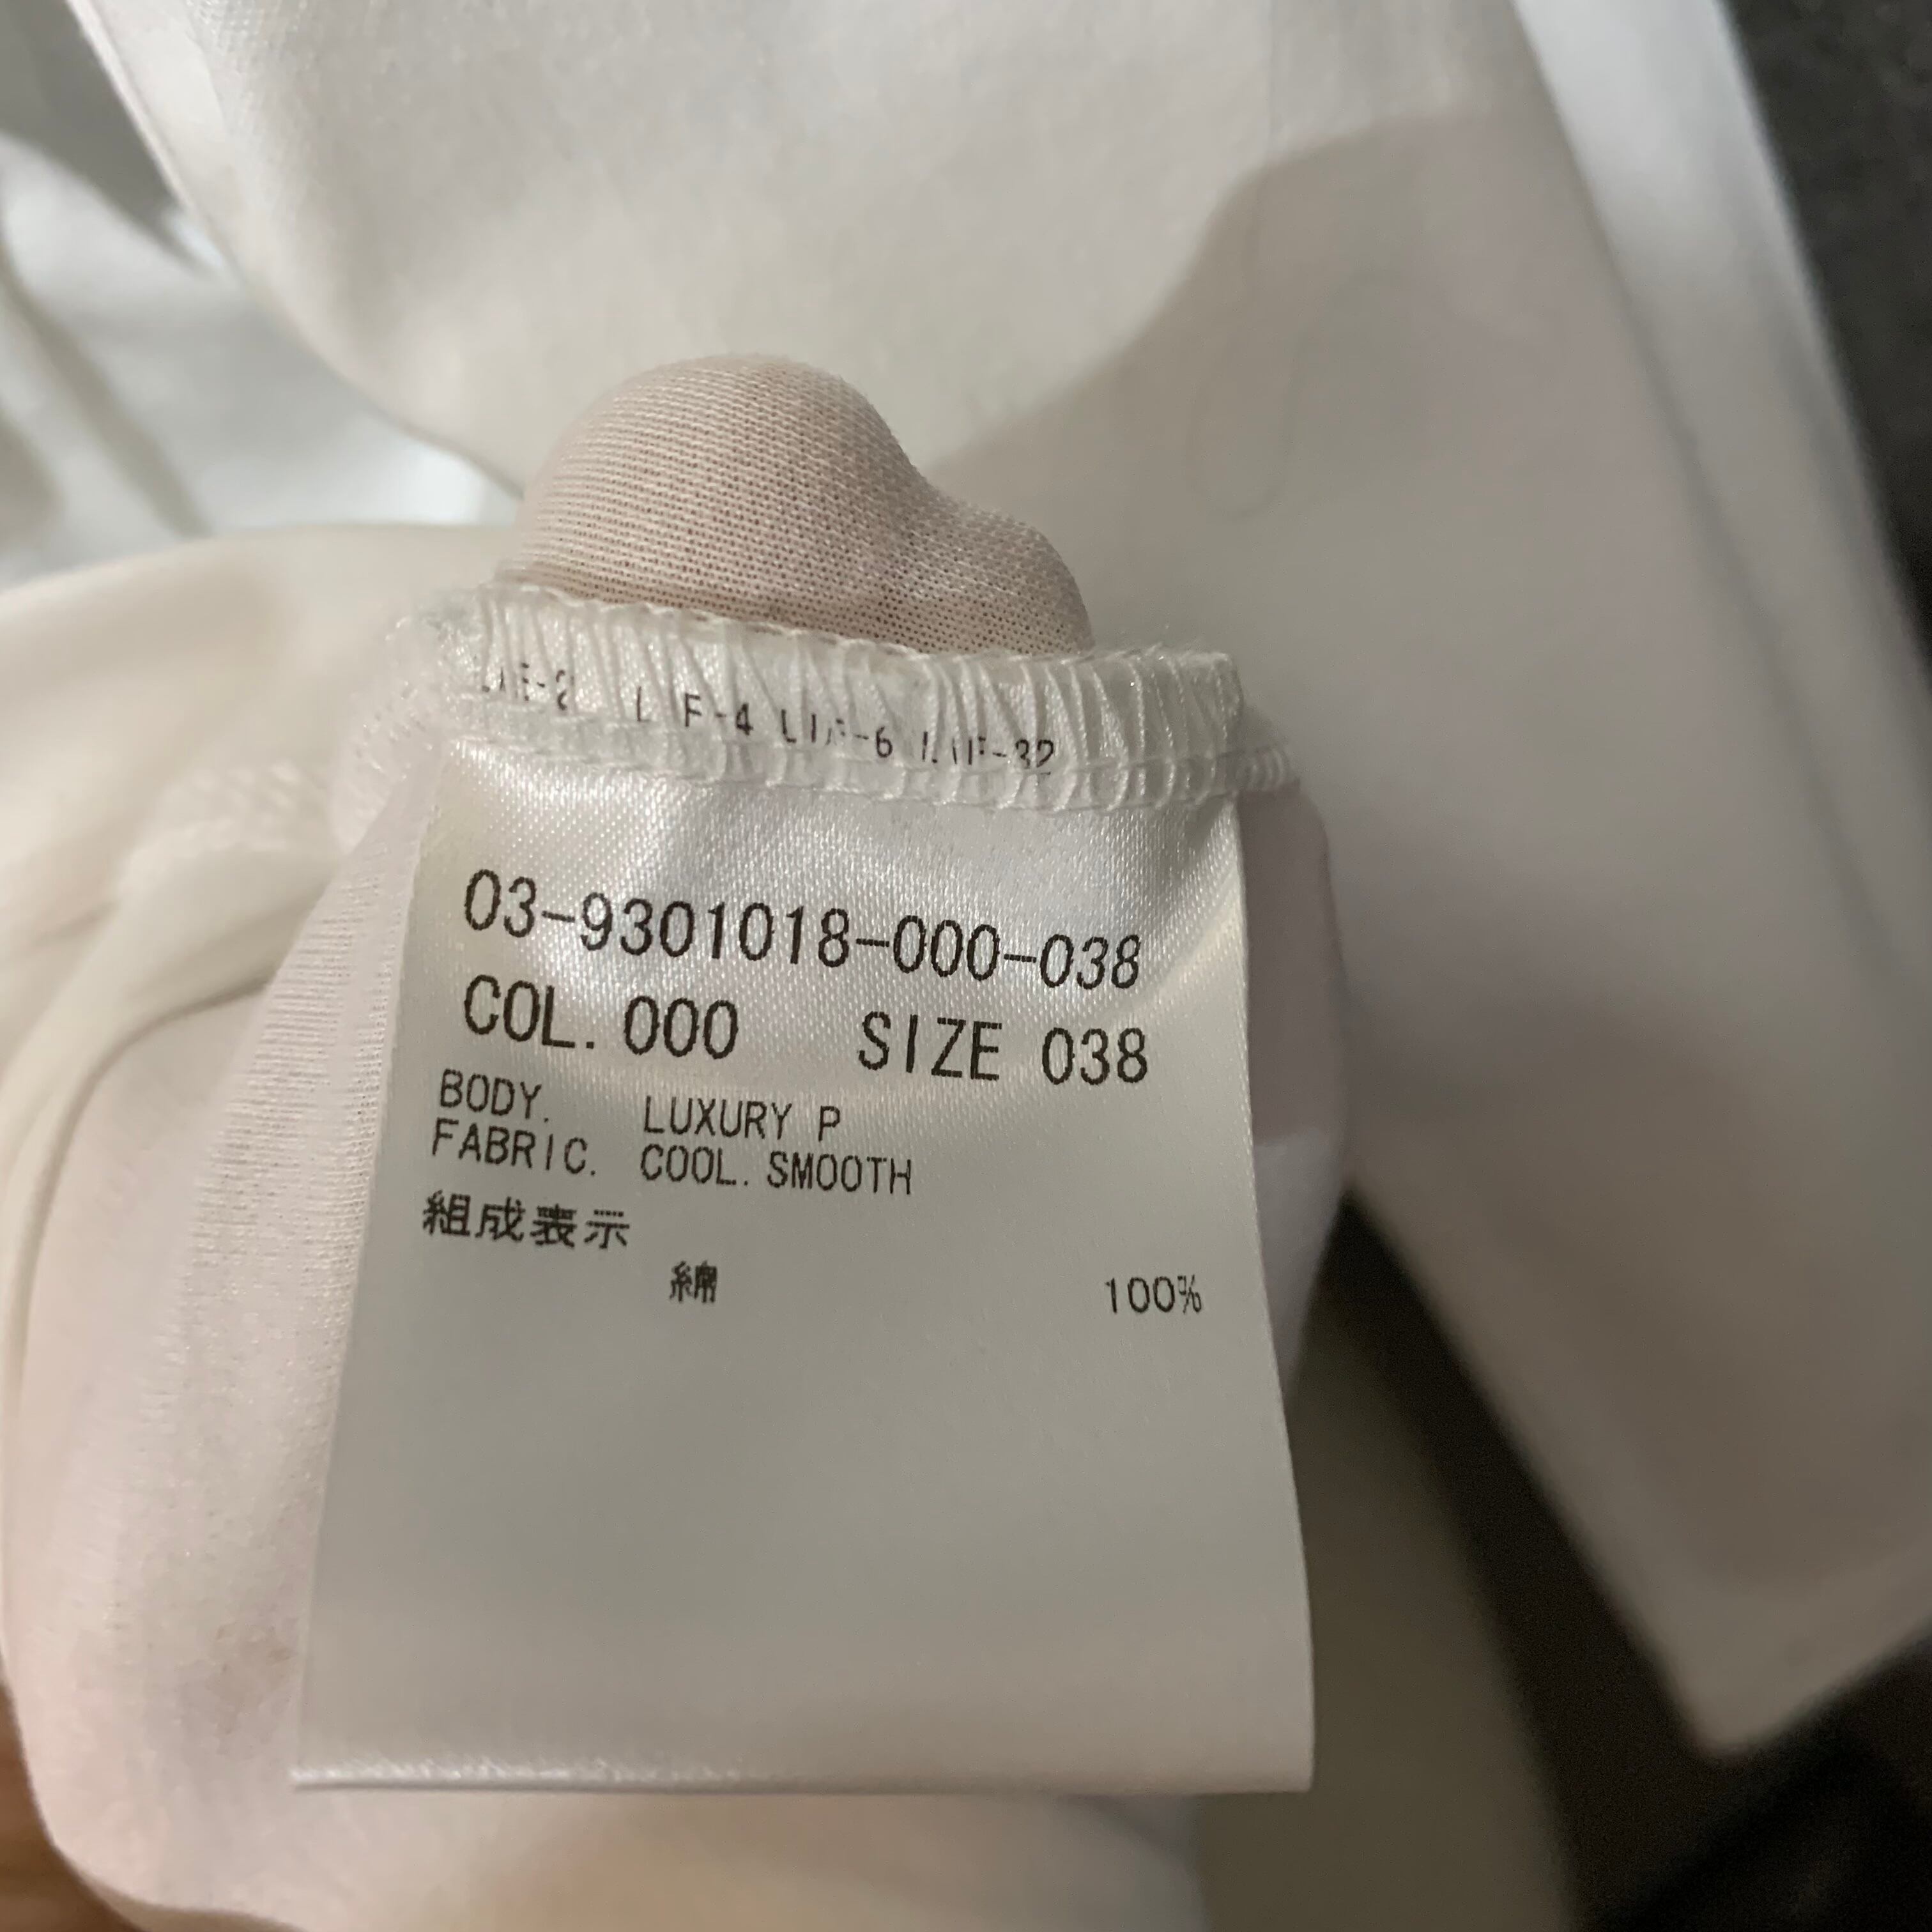 03-9301018-000-038
COL. 000 SIZE 038
BODY. LUXURY P
FABRIC. COOL. SMOOTH
組成表示
綿 100%